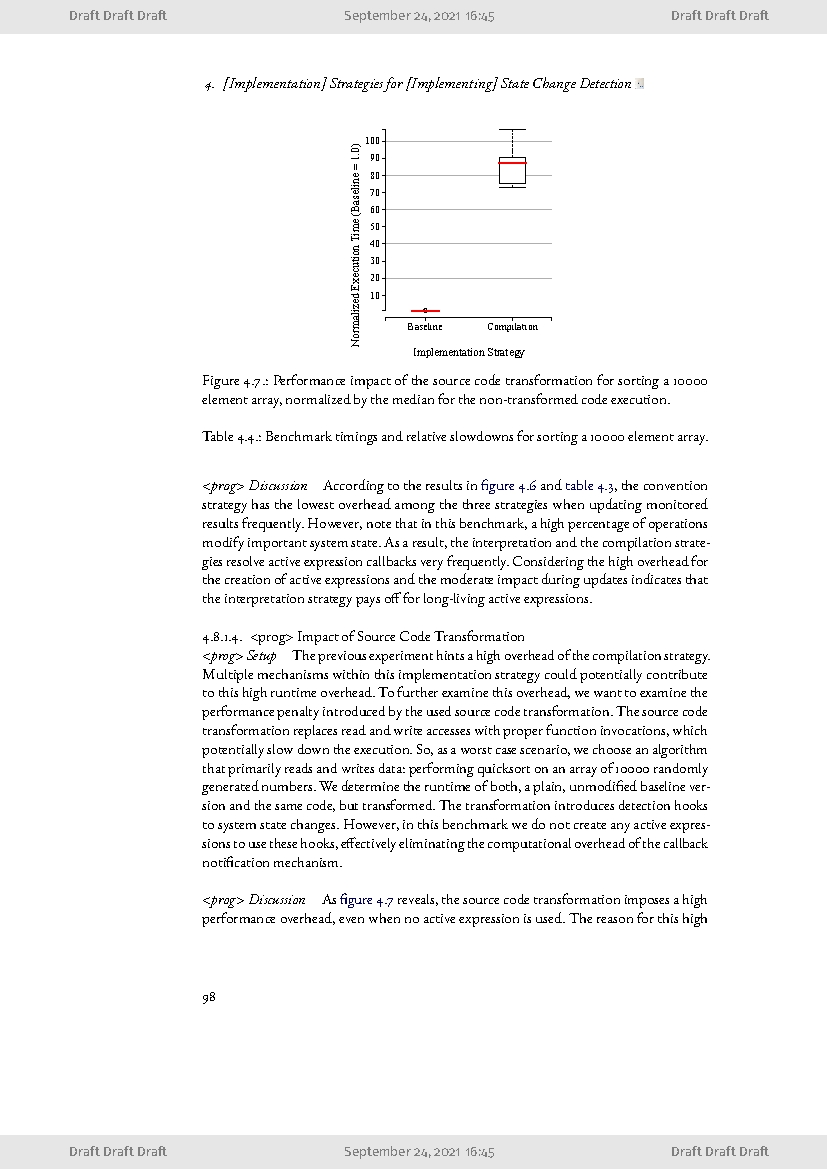 Draft Draft Draft September 24, 2021 16:45 Draft Draft Draft
4. [Implementation] Strategies for [Implementing] State Change Detection
Normalized Execution Time (Baseline = 1.0)
100
90
80
70
60
50
40
30
20
10
Baseline Compilation
Implementation Strategy
Figure 4.7.: Performance impact of the source code transformation for sorting a 10000
element array, normalized by the median for the non-transformed code execution.
Table 4.4.: Benchmark timings and relative slowdowns for sorting a 10000 element array.
<prog> Discussion According to the results in figure 4.6 and table 4.3, the convention
strategy has the lowest overhead among the three strategies when updating monitored
results frequently. However, note that in this benchmark, a high percentage of operations
modify important system state. As a result, the interpretation and the compilation strate-
gies resolve active expression callbacks very frequently. Considering the high overhead for
the creation of active expressions and the moderate impact during updates indicates that
the interpretation strategy pays off for long-living active expressions.
4.8.1.4. <prog> Impact of Source Code Transformation
<prog> Setup The previous experiment hints a high overhead of the compilation strategy.
Multiple mechanisms within this implementation strategy could potentially contribute
to this high runtime overhead. To further examine this overhead, we want to examine the
performance penalty introduced by the used source code transformation. The source code
transformation replaces read and write accesses with proper function invocations, which
potentially slow down the execution. So, as a worst case scenario, we choose an algorithm
that primarily reads and writes data: performing quicksort on an array of 10000 randomly
generated numbers. We determine the runtime of both, a plain, unmodified baseline ver-
sion and the same code, but transformed. The transformation introduces detection hooks
to system state changes. However, in this benchmark we do not create any active expres-
sions to use these hooks, effectively eliminating the computational overhead of the callback
notification mechanism.
<prog> Discussion As figure 4.7 reveals, the source code transformation imposes a high
performance overhead, even when no active expression is used. The reason for this high
98
Draft Draft Draft September 24, 2021 16:45 Draft Draft Draft